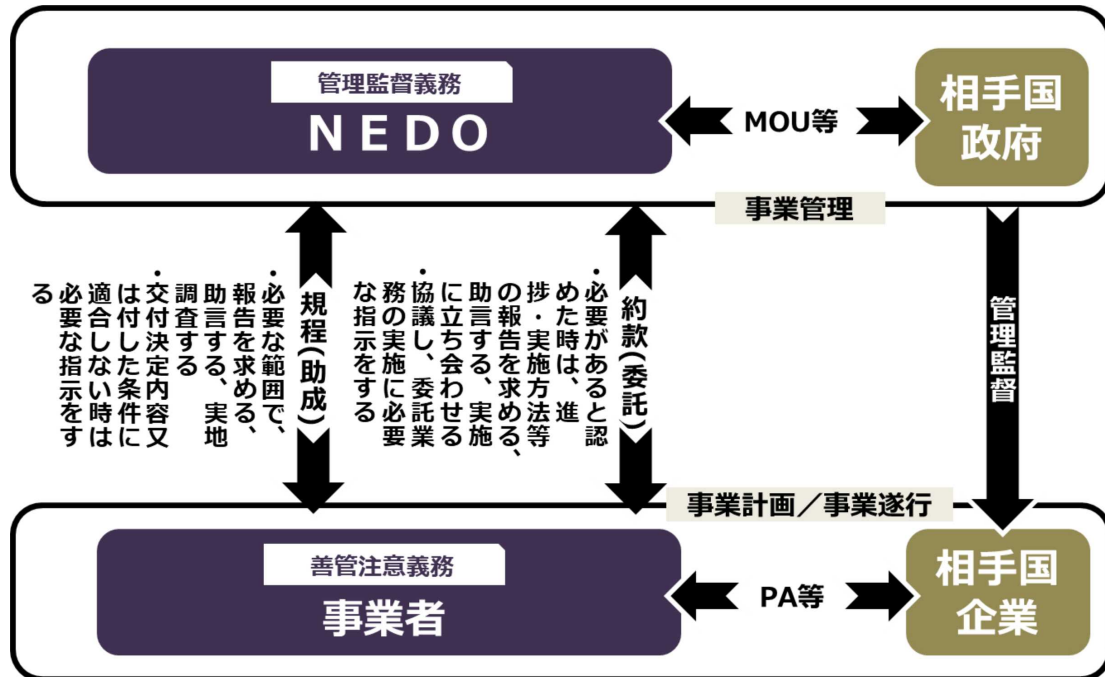 管理監督義務
NEDO
MOU等
相手国
政府
事業管理
約款(委託)
・必要があると認
めた時は、進
捗・実施方法等
の報告を求める、
助言する、実施
に立ち会わせる
・協議し、委託業
務の実施に必要
な指示をする
規程(助成)
・必要な範囲で、
報告を求める、
助言する、実地
調査する
・交付決定内容又
は付した条件に
適合しない時は
必要な指示をす
る
管理監督
事業計画／事業遂行
善管注意義務
事業者
PA等
相手国
企業